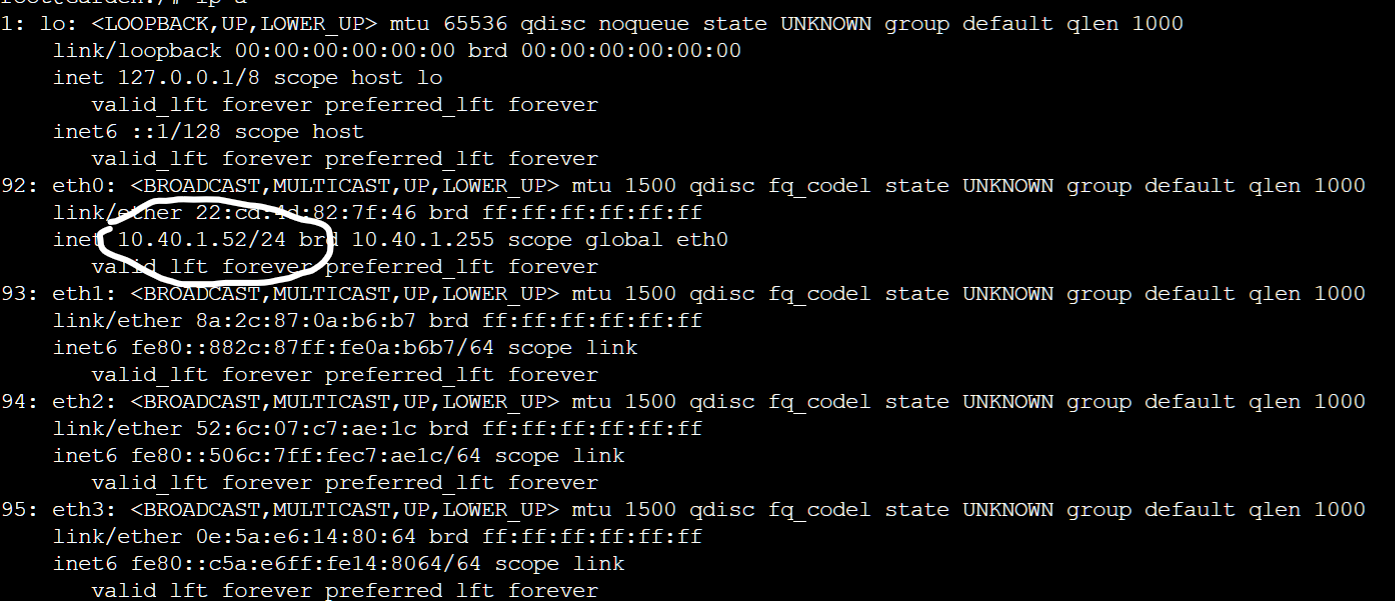 1: lo: <LOOPBACK,UP,LOWER_UP> mtu 65536 qdisc noqueue state UNKNOWN group default qlen 1000
    link/loopback 00:00:00:00:00:00 brd 00:00:00:00:00:00
    inet 127.0.0.1/8 scope host lo
       valid_lft forever preferred_lft forever
    inet6 ::1/128 scope host
       valid_lft forever preferred_lft forever
92: eth0: <BROADCAST,MULTICAST,UP,LOWER_UP> mtu 1500 qdisc fq_codel state UNKNOWN group default qlen 1000
    link/ether 22:cd:4d:82:7f:46 brd ff:ff:ff:ff:ff:ff
    inet 10.40.1.52/24 brd 10.40.1.255 scope global eth0
       valid_lft forever preferred_lft forever
93: eth1: <BROADCAST,MULTICAST,UP,LOWER_UP> mtu 1500 qdisc fq_codel state UNKNOWN group default qlen 1000
    link/ether 8a:2c:87:0a:b6:b7 brd ff:ff:ff:ff:ff:ff
    inet6 fe80::882c:87ff:fe0a:b6b7/64 scope link
       valid_lft forever preferred_lft forever
94: eth2: <BROADCAST,MULTICAST,UP,LOWER_UP> mtu 1500 qdisc fq_codel state UNKNOWN group default qlen 1000
    link/ether 52:6c:07:c7:ae:1c brd ff:ff:ff:ff:ff:ff
    inet6 fe80::506c:7ff:fec7:ae1c/64 scope link
       valid_lft forever preferred_lft forever
95: eth3: <BROADCAST,MULTICAST,UP,LOWER_UP> mtu 1500 qdisc fq_codel state UNKNOWN group default qlen 1000
    link/ether 0e:5a:e6:14:80:64 brd ff:ff:ff:ff:ff:ff
    inet6 fe80::c5a:e6ff:fe14:8064/64 scope link
       valid_lft forever preferred_lft forever